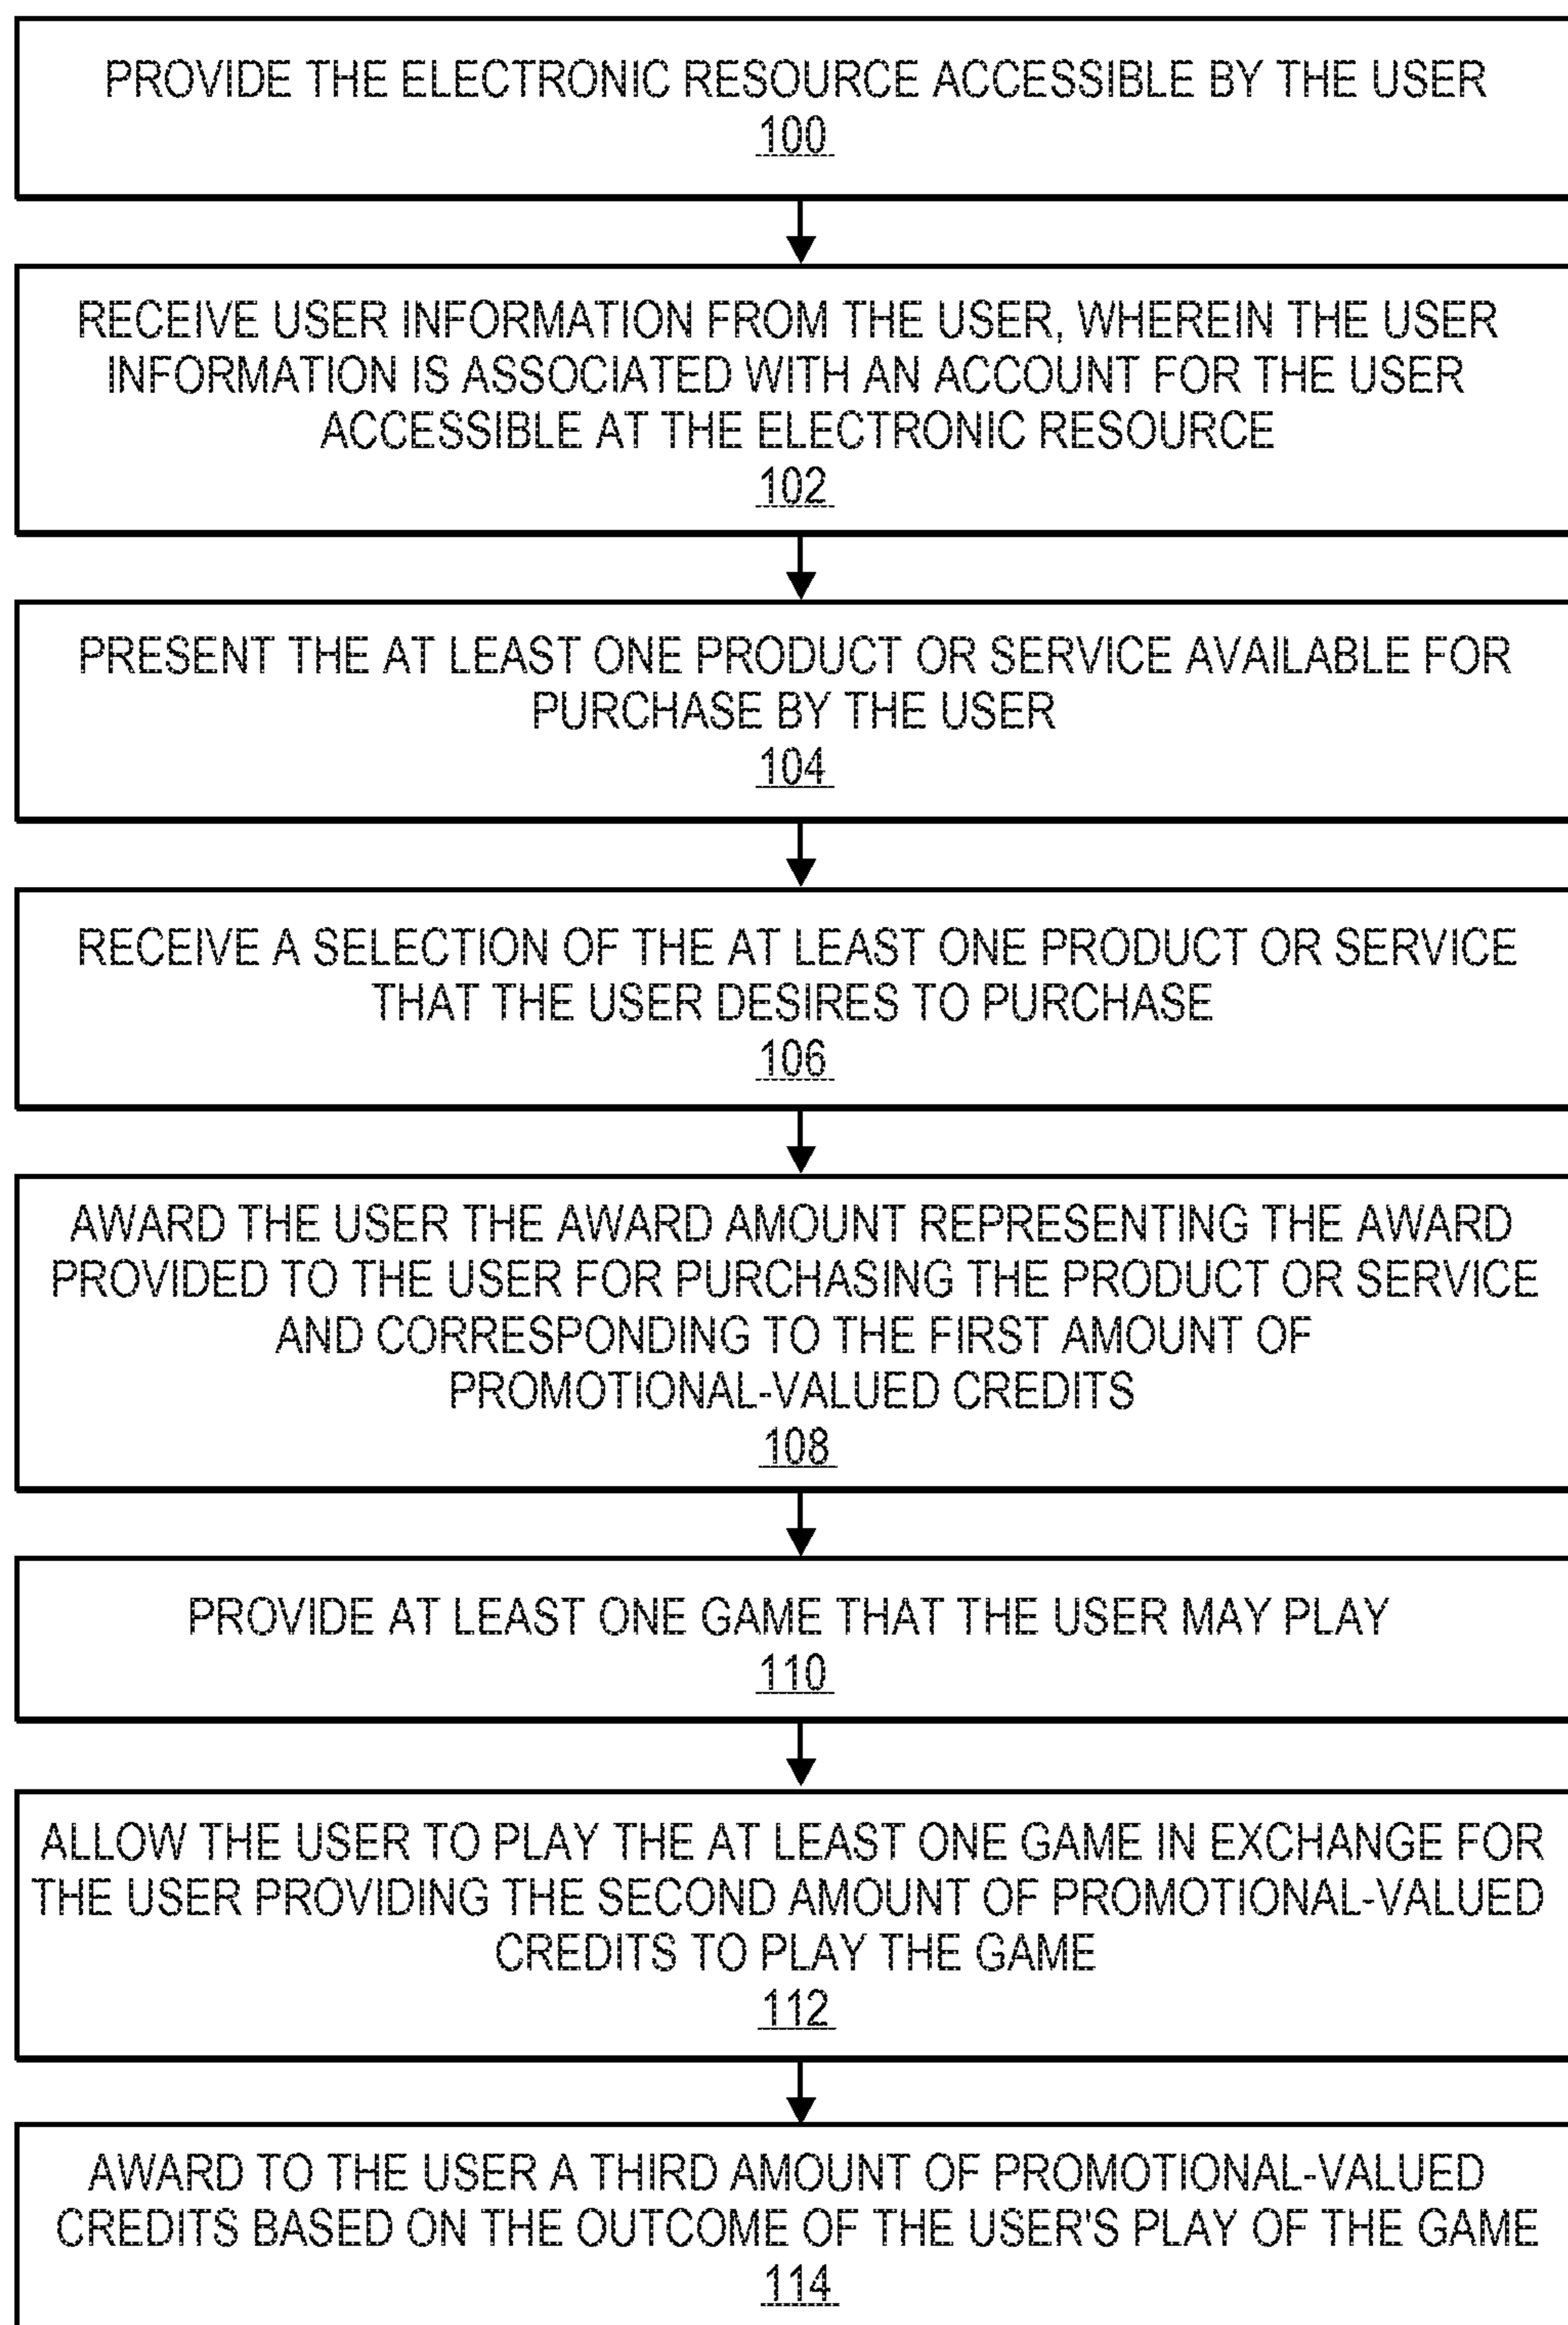 PROVIDE THE ELECTRONIC RESOURCE ACCESSIBLE BY THE USER
100
RECEIVE USER INFORMATION FROM THE USER, WHEREIN THE USER
INFORMATION IS ASSOCIATED WITH AN ACCOUNT FOR THE USER
ACCESSIBLE AT THE ELECTRONIC RESOURCE
102
PRESENT THE AT LEAST ONE PRODUCT OR SERVICE AVAILABLE FOR
PURCHASE BY THE USER
104
RECEIVE A SELECTION OF THE AT LEAST ONE PRODUCT OR SERVICE
THAT THE USER DESIRES TO PURCHASE
106
AWARD THE USER THE AWARD AMOUNT REPRESENTING THE AWARD
PROVIDED TO THE USER FOR PURCHASING THE PRODUCT OR SERVICE
AND CORRESPONDING TO THE FIRST AMOUNT OF
PROMOTIONAL-VALUED CREDITS
108
PROVIDE AT LEAST ONE GAME THAT THE USER MAY PLAY
110
ALLOW THE USER TO PLAY THE AT LEAST ONE GAME IN EXCHANGE FOR
THE USER PROVIDING THE SECOND AMOUNT OF PROMOTIONAL-VALUED
CREDITS TO PLAY THE GAME
112
AWARD TO THE USER A THIRD AMOUNT OF PROMOTIONAL-VALUED
CREDITS BASED ON THE OUTCOME OF THE USER'S PLAY OF THE GAME
114